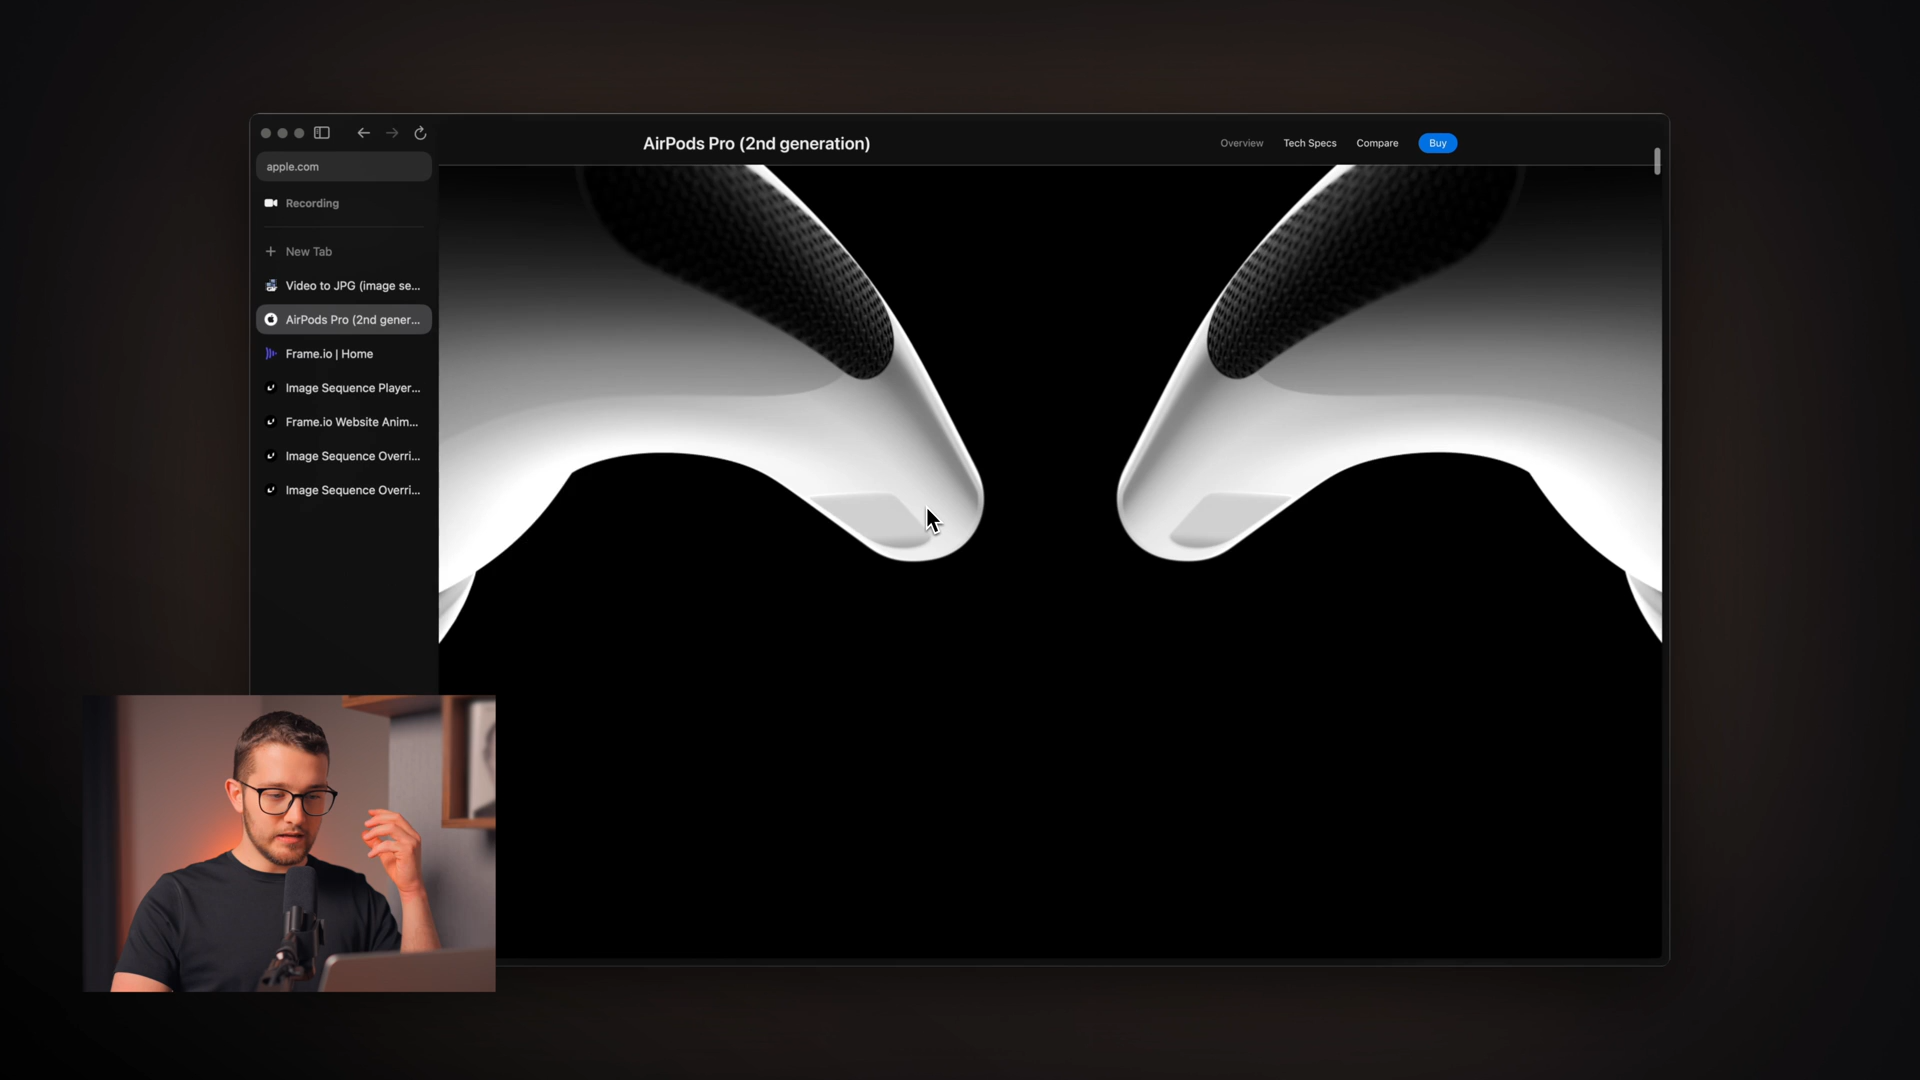 AirPods Pro (2nd generation)
Overview
Tech Specs
Compare
Buy
apple.com
Recording
New Tab
Video to JPG (image se...
AirPods Pro (2nd gener...
Frame.io | Home
Image Sequence Player...
Frame.io Website Anim...
Image Sequence Overri...
Image Sequence Overri...